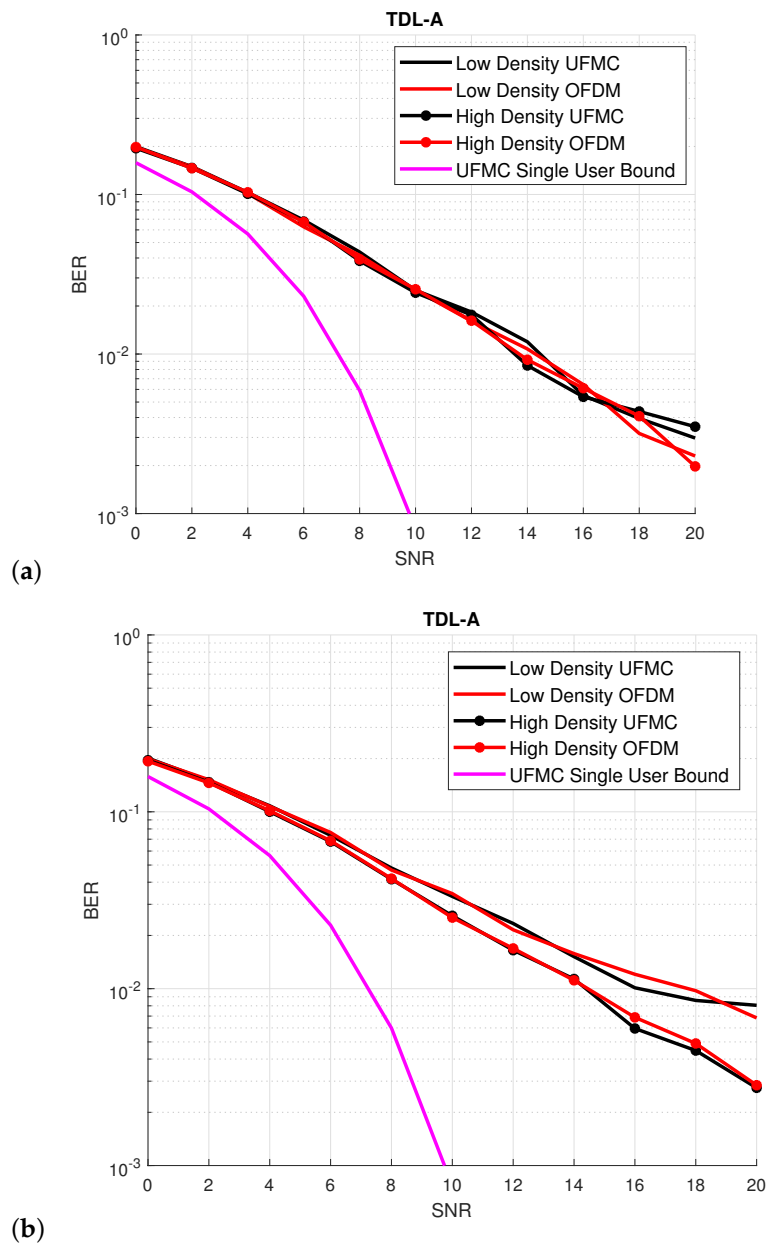 TDL-A
10^0
10^-1
10^-2
10^-3
BER
Low Density UFMC
Low Density OFDM
High Density UFMC
High Density OFDM
UFMC Single User Bound
0 2 4 6 8 10 12 14 16 18 20
SNR
(a)
TDL-A
10^0
10^-1
10^-2
10^-3
BER
Low Density UFMC
Low Density OFDM
High Density UFMC
High Density OFDM
UFMC Single User Bound
0 2 4 6 8 10 12 14 16 18 20
SNR
(b)